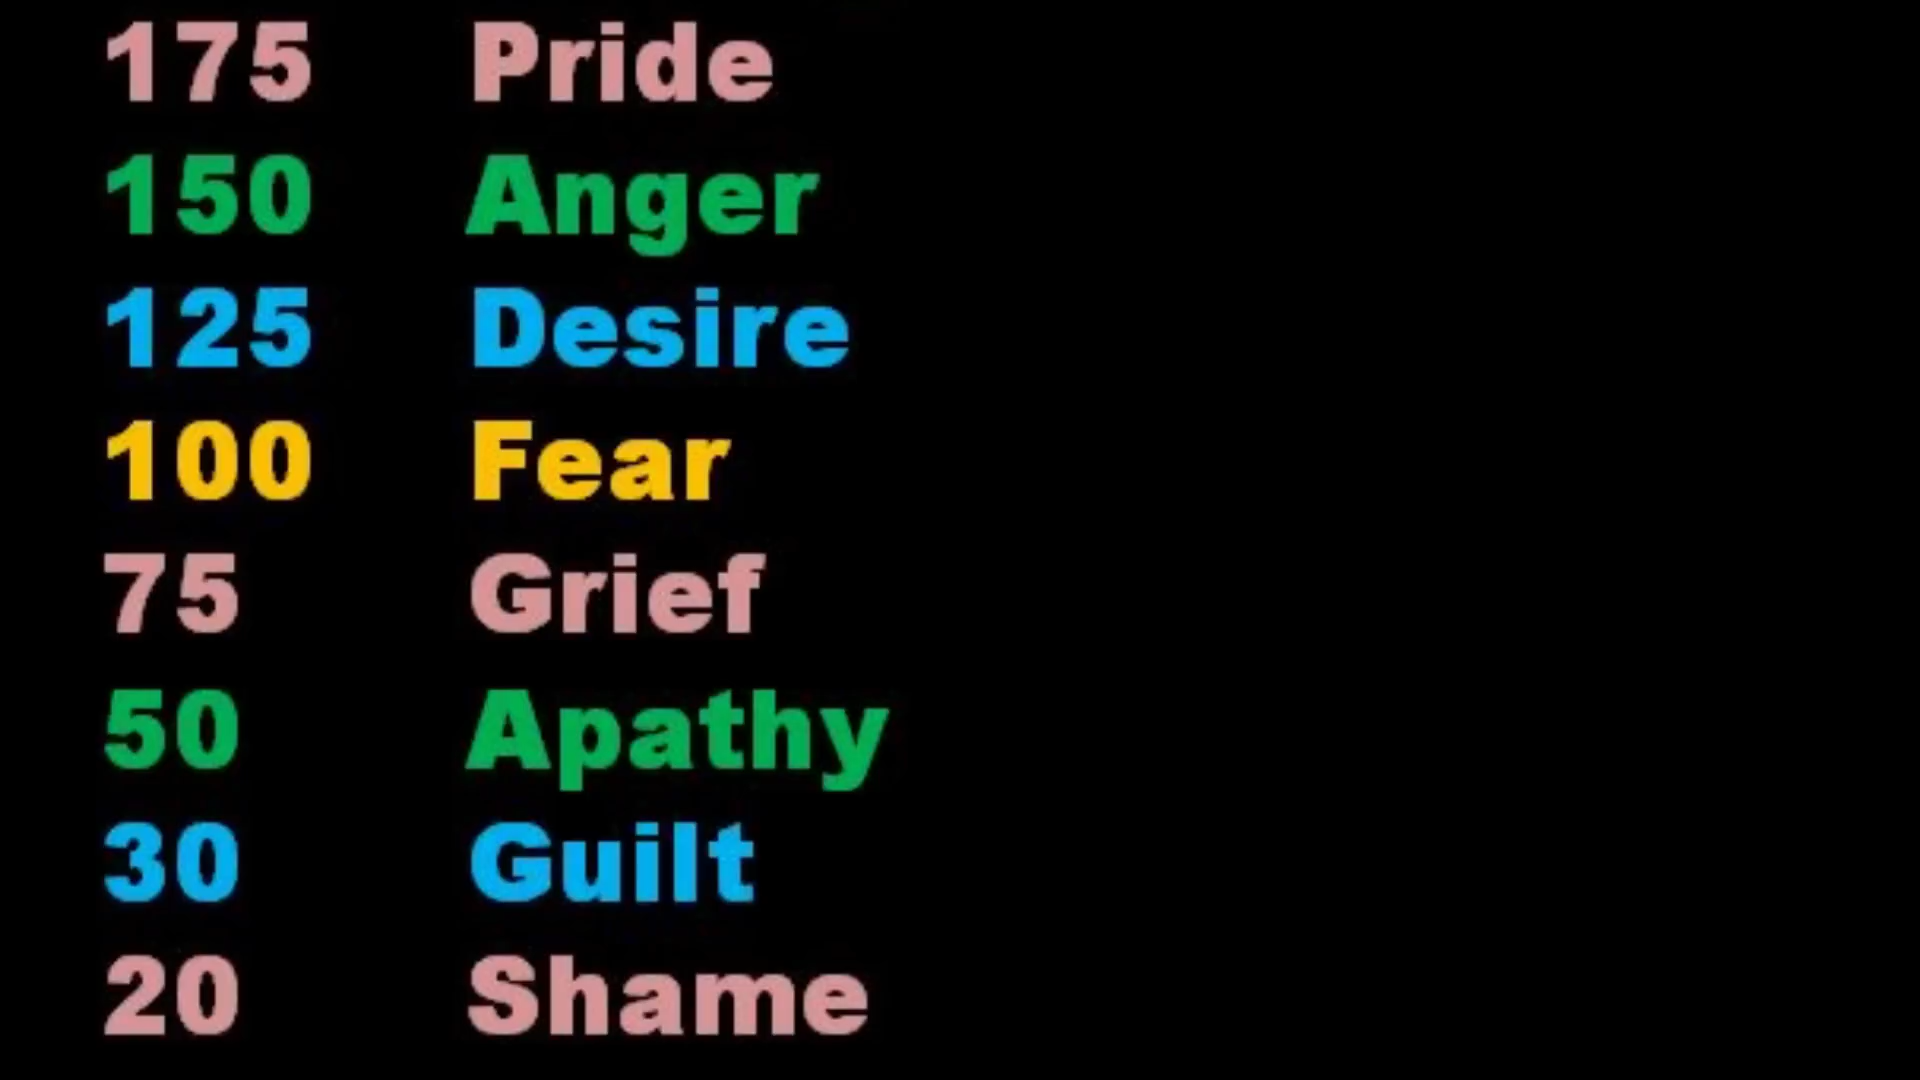 175 Pride
150 Anger
125 Desire
100 Fear
75 Grief
50 Apathy
30 Guilt
20 Shame